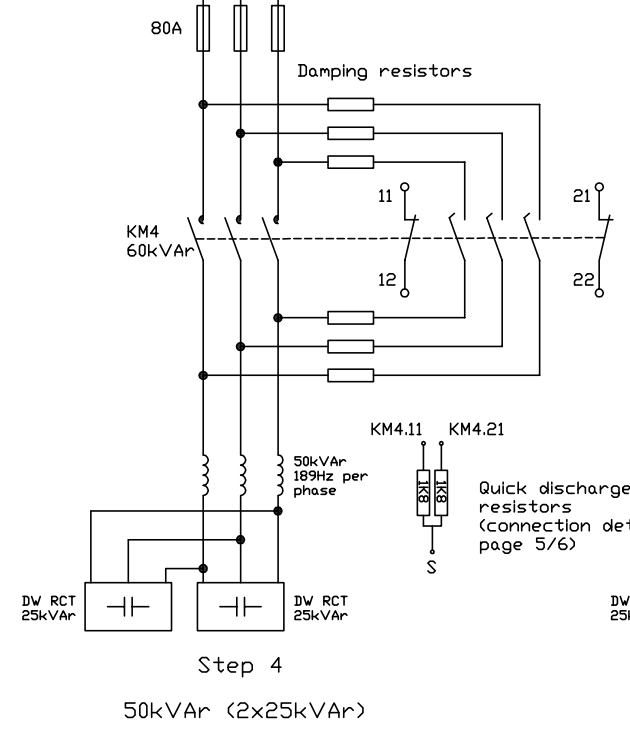 80A
Damping resistors
11
21
KM4
60kVAr
12
22
KM4.11
KM4.21
50kVAr
189Hz per
phase
1K8
1K8
Quick discharge
resistors
(connection det
page 5/6)
S
DW RCT
25kVAr
DW RCT
25kVAr
DW
25
Step 4
50kVAr (2x25kVAr)